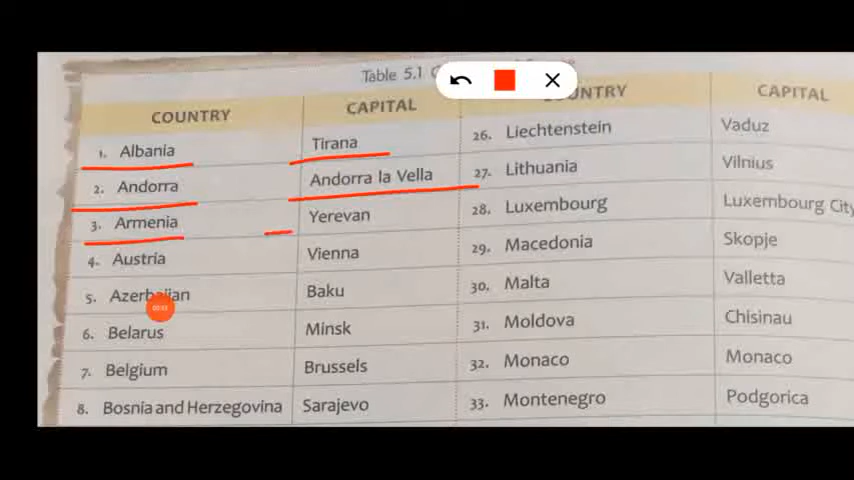 Table 5.1
COUNTRY CAPITAL COUNTRY CAPITAL
1. Albania Tirana 26. Liechtenstein Vaduz
2. Andorra Andorra la Vella 27. Lithuania Vilnius
3. Armenia Yerevan 28. Luxembourg Luxembourg City
4. Austria Vienna 29. Macedonia Skopje
5. Azerbaijan Baku 30. Malta Valletta
6. Belarus Minsk 31. Moldova Chisinau
7. Belgium Brussels 32. Monaco Monaco
8. Bosnia and Herzegovina Sarajevo 33. Montenegro Podgorica